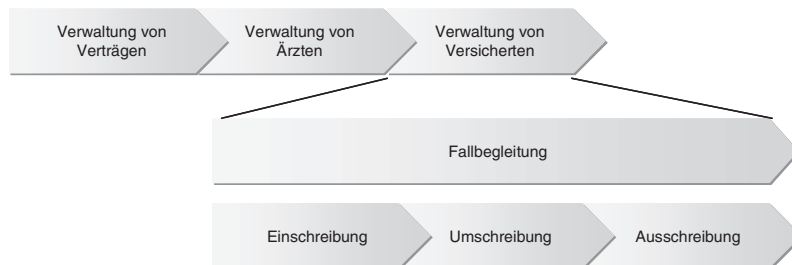 Verwaltung von
Verträgen
Verwaltung von
Ärzten
Verwaltung von
Versicherten
Fallbegleitung
Einschreibung
Umschreibung
Ausschreibung